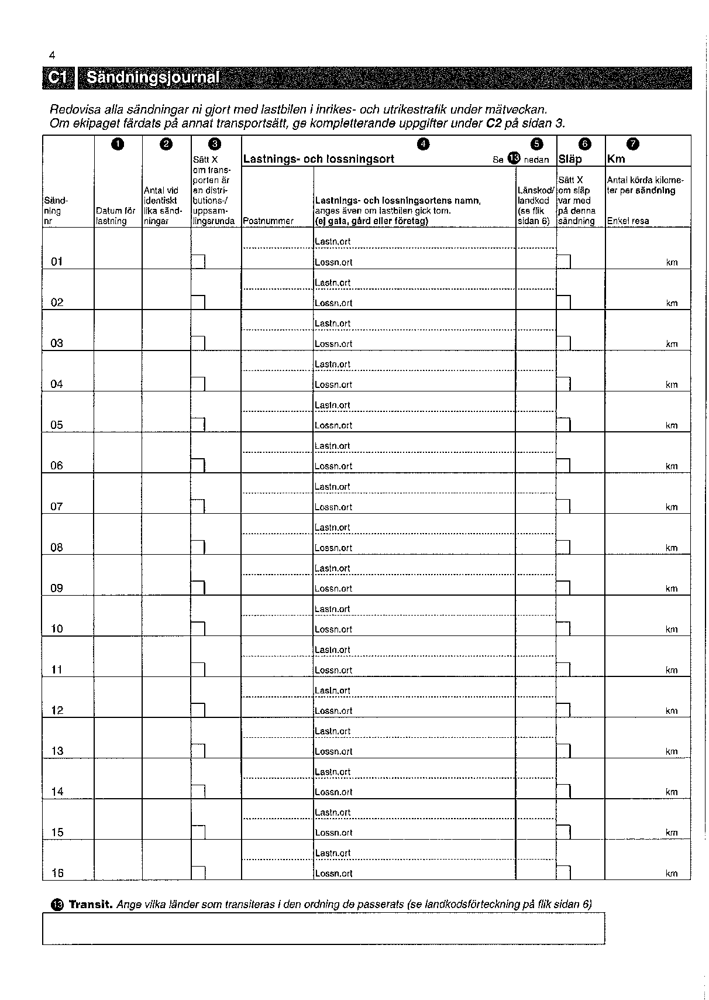 4
C1 Sändningsjournal
Redovisa alla sändningar ni gjort med lastbilen i inrikes- och utrikestrafik under mätveckan.
Om ekipaget färdats på annat transportsätt, ge kompletterande uppgifter under C2 på sidan 3.
1 2 3 4 5 6 7
Sänd-
ning
nr
Datum för
lastning
Antal vid
identiskt
lika sänd-
ningar
Sätt X
om trans-
porten är
en distri-
butions-/
uppsam-
lingsrunda
Lastnings- och lossningsort Se 13 nedan
Postnummer
Lastnings- och lossningsortens namn,
anges även om lastbilen gick tom.
(ej gata, gård eller företag)
Länskod/
landkod
(se flik
sidan 6)
Släp
Sätt X
om släp
var med
på denna
sändning
Km
Antal körda kilome-
ter per sändning
Enkel resa
Lastn.ort
01 Lossn.ort km
Lastn.ort
02 Lossn.ort km
Lastn.ort
03 Lossn.ort km
Lastn.ort
04 Lossn.ort km
Lastn.ort
05 Lossn.ort km
Lastn.ort
06 Lossn.ort km
Lastn.ort
07 Lossn.ort km
Lastn.ort
08 Lossn.ort km
Lastn.ort
09 Lossn.ort km
Lastn.ort
10 Lossn.ort km
Lastn.ort
11 Lossn.ort km
Lastn.ort
12 Lossn.ort km
Lastn.ort
13 Lossn.ort km
Lastn.ort
14 Lossn.ort km
Lastn.ort
15 Lossn.ort km
Lastn.ort
16 Lossn.ort km
13 Transit. Ange vilka länder som transiteras i den ordning de passerats (se landkodsförteckning på flik sidan 6)